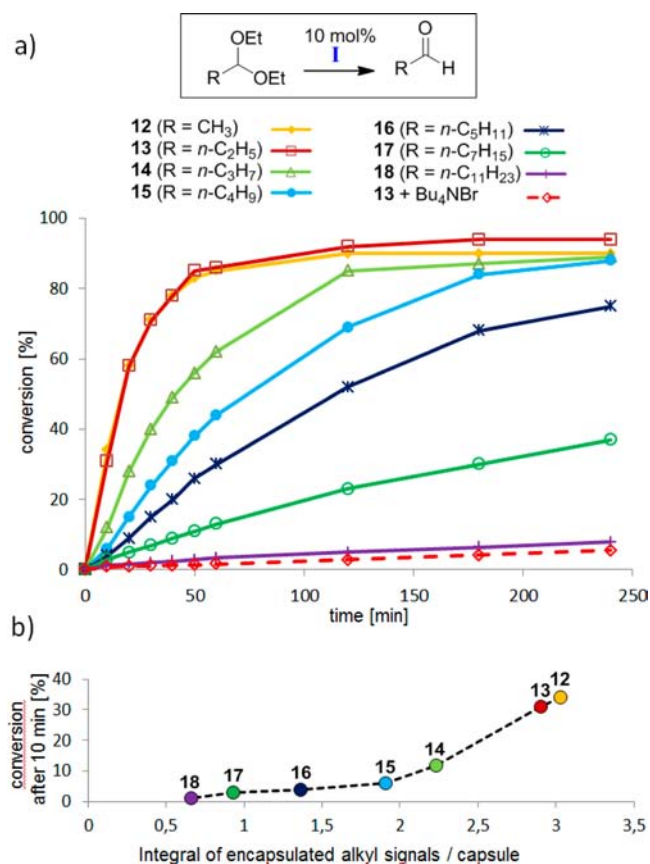 a)
OEt
R
OEt
10 mol%
I
O
R
H
12 (R = CH₃)
13 (R = n-C₂H₅)
14 (R = n-C₃H₇)
15 (R = n-C₄H₉)
16 (R = n-C₅H₁₁)
17 (R = n-C₇H₁₅)
18 (R = n-C₁₁H₂₃)
13 + Bu₄NBr
conversion [%]
100
80
60
40
20
0
0 50 100 150 200 250
time [min]
b)
conversion
after 10 min [%]
40
30
20
10
0
18 17 16 15 14 13 12
0 0,5 1 1,5 2 2,5 3 3,5
Integral of encapsulated alkyl signals / capsule